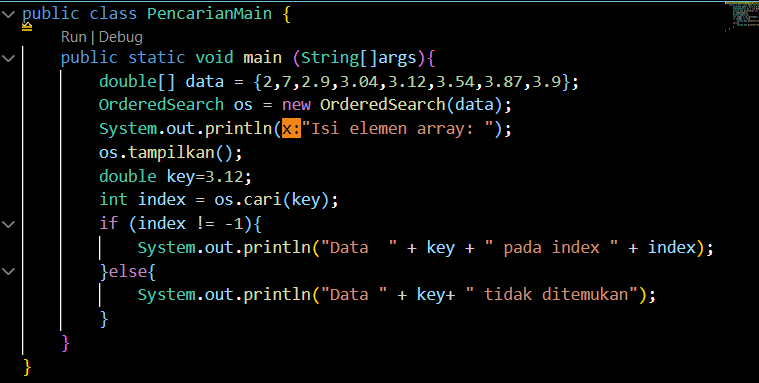 public class PencarianMain {
Run | Debug
public static void main (String[]args){
double[] data = {2,7,2.9,3.04,3.12,3.54,3.87,3.9};
OrderedSearch os = new OrderedSearch(data);
System.out.println(x:"Isi elemen array: ");
os.tampilkan();
double key=3.12;
int index = os.cari(key);
if (index != -1){
System.out.println("Data  " + key + " pada index " + index);
}else{
System.out.println("Data " + key+ " tidak ditemukan");
}
}
}